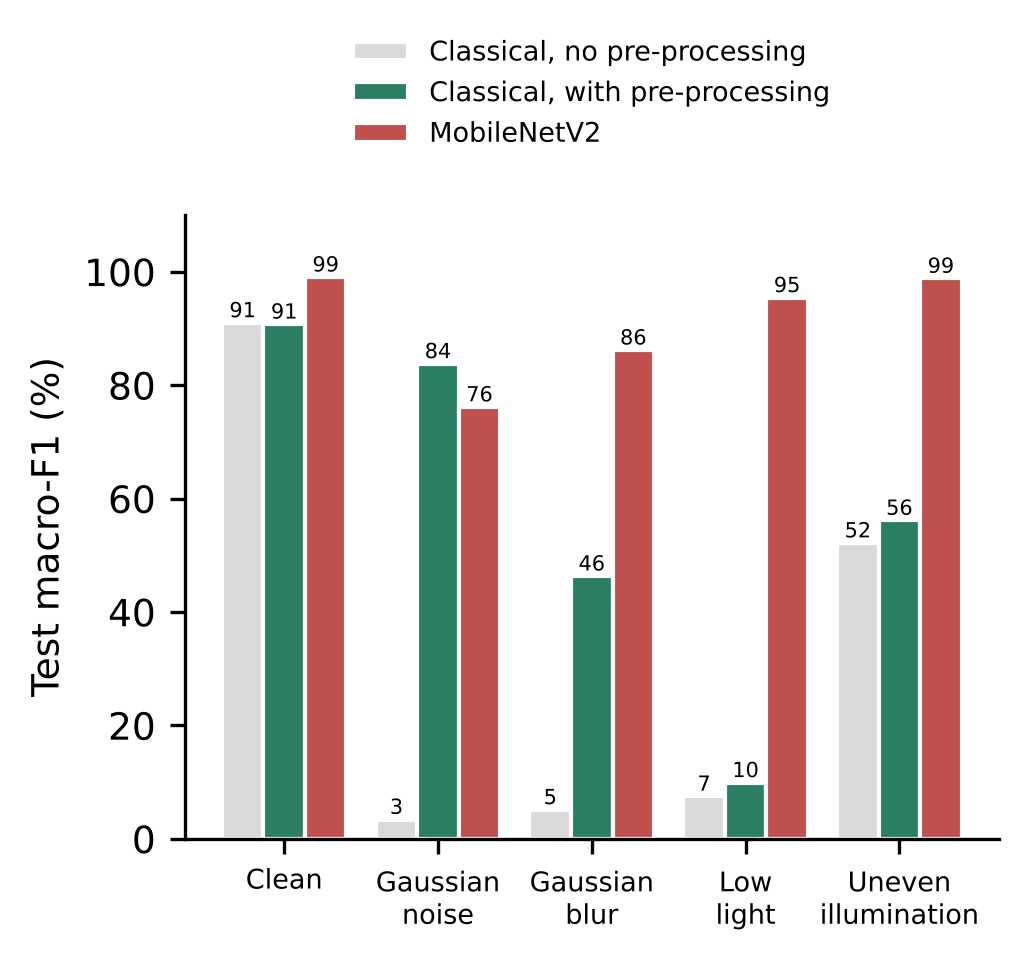 Classical, no pre-processing
Classical, with pre-processing
MobileNetV2
Test macro-F1 (%)
100
80
60
40
20
0
91
91
99
3
84
76
5
46
86
7
10
95
52
56
99
Clean
Gaussian
noise
Gaussian
blur
Low
light
Uneven
illumination